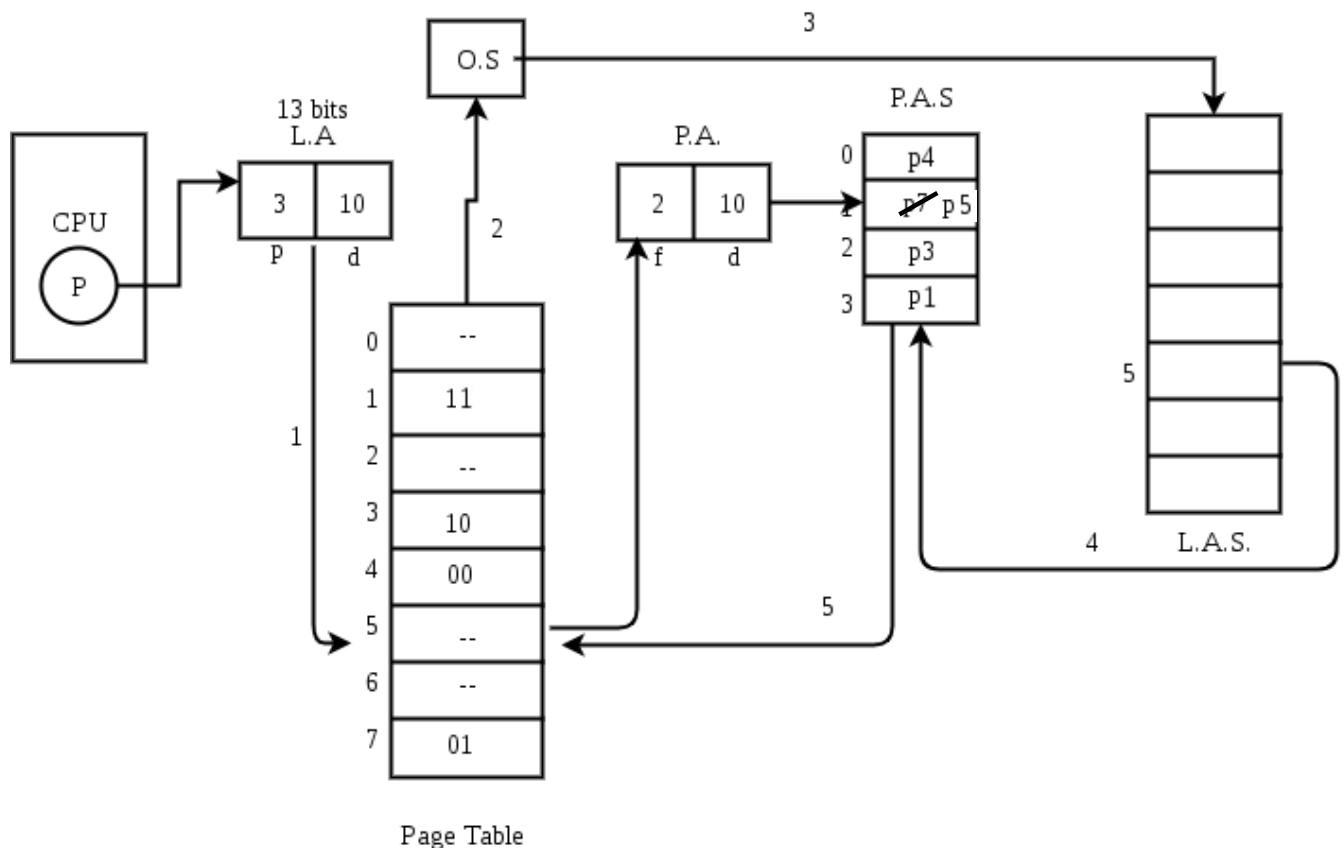 3
O.S
P.A.S
13 bits
L.A
P.A.
0 p4
3 10
2 10
1 p7 p5
CPU
p d
2
f d
2 p3
P
3 p1
0 --
1 11
5
1
2 --
3 10
4 00
4 L.A.S.
5
5 --
6 --
7 01
Page Table